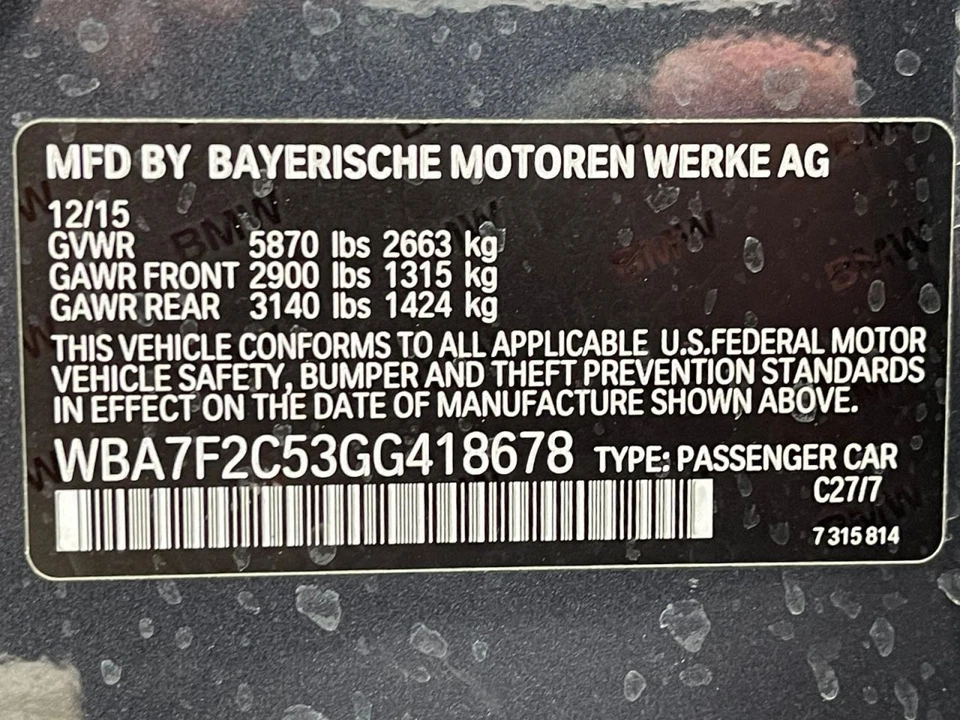 MFD BY BAYERISCHE MOTOREN WERKE AG
12/15
GVWR 5870 lbs 2663 kg
GAWR FRONT 2900 lbs 1315 kg
GAWR REAR 3140 lbs 1424 kg
THIS VEHICLE CONFORMS TO ALL APPLICABLE U.S.FEDERAL MOTOR
VEHICLE SAFETY, BUMPER AND THEFT PREVENTION STANDARDS
IN EFFECT ON THE DATE OF MANUFACTURE SHOWN ABOVE.
WBA7F2C53GG418678 TYPE: PASSENGER CAR
C27/7
7 315 814